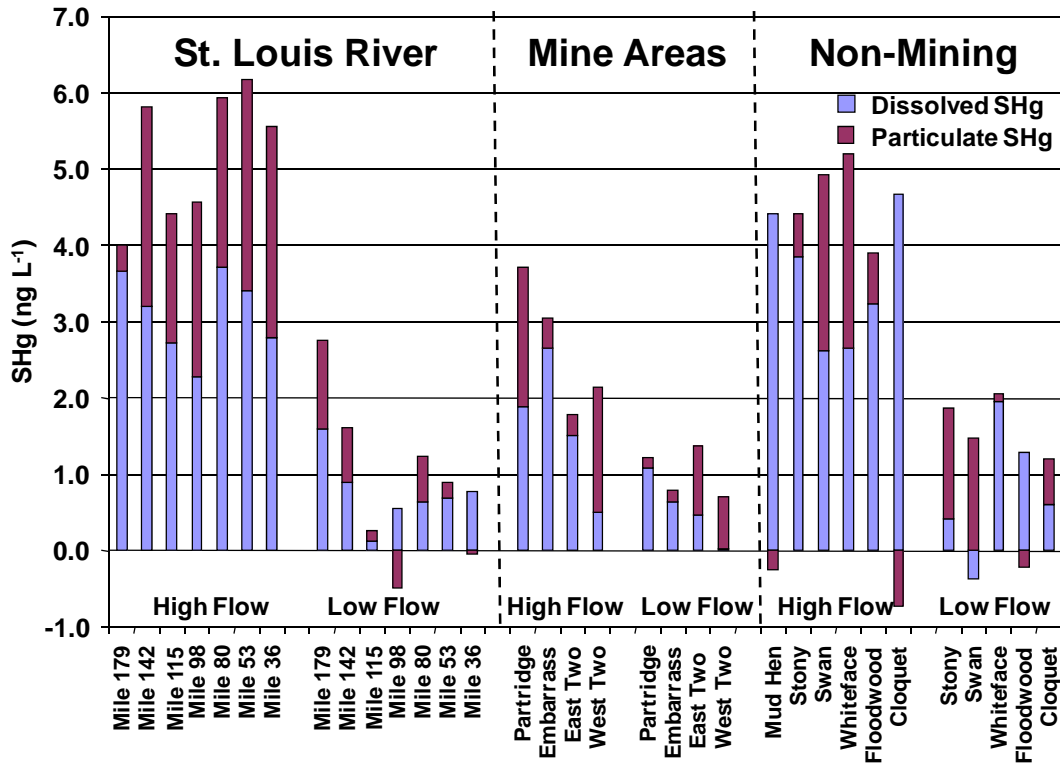 7.0
6.0
5.0
4.0
3.0
2.0
1.0
0.0
-1.0
SHg (ng L-1)
St. Louis River
Mine Areas
Non-Mining
Dissolved SHg
Particulate SHg
High Flow
Low Flow
High Flow
Low Flow
High Flow
Low Flow
Mile 179
Mile 142
Mile 115
Mile 98
Mile 80
Mile 53
Mile 36
Mile 179
Mile 142
Mile 115
Mile 98
Mile 80
Mile 53
Mile 36
Partridge
Embarrass
East Two
West Two
Partridge
Embarrass
East Two
West Two
Mud Hen
Stony
Swan
Whiteface
Floodwood
Cloquet
Stony
Swan
Whiteface
Floodwood
Cloquet